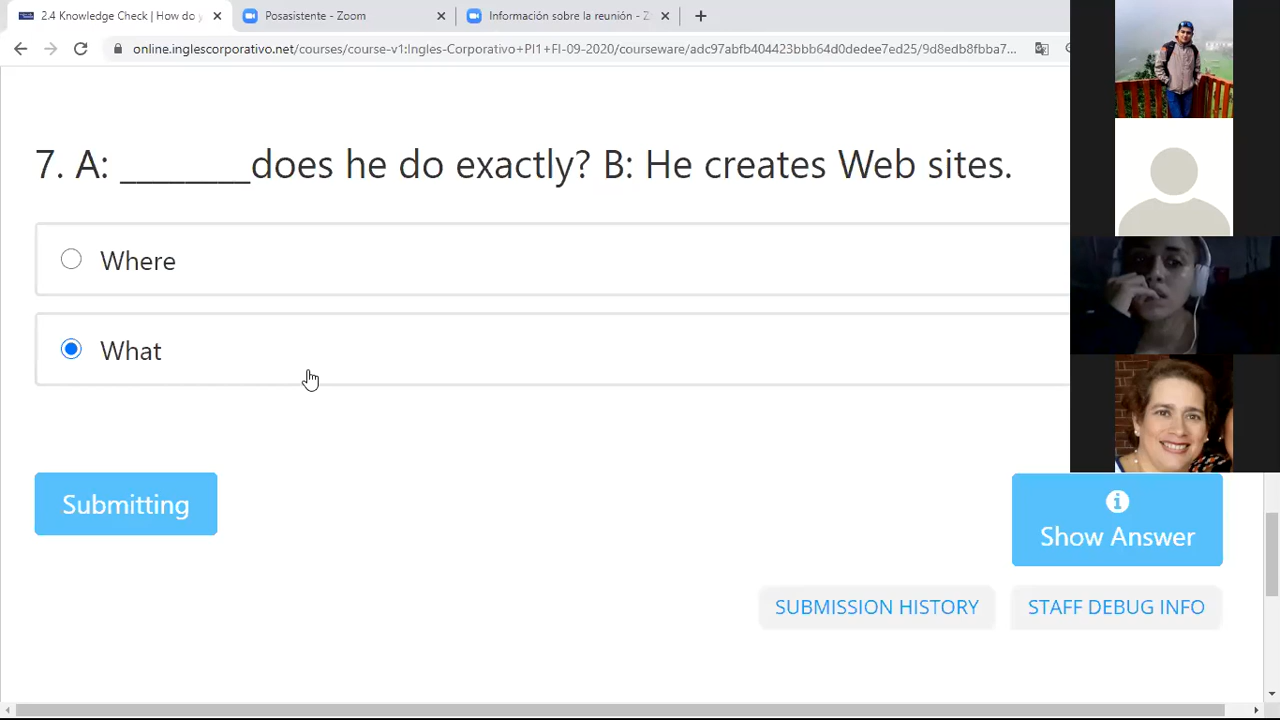 2.4 Knowledge Check | How do y
Posasistente - Zoom
Información sobre la reunión - Z
online.inglescorporativo.net/courses/course-v1:Ingles-Corporativo+PI1+FI-09-2020/courseware/adc97abfb404423bbb64d0dedee7ed25/9d8edb8fbba7...
7. A: ________does he do exactly? B: He creates Web sites.
Where
What
Submitting
Show Answer
SUBMISSION HISTORY
STAFF DEBUG INFO